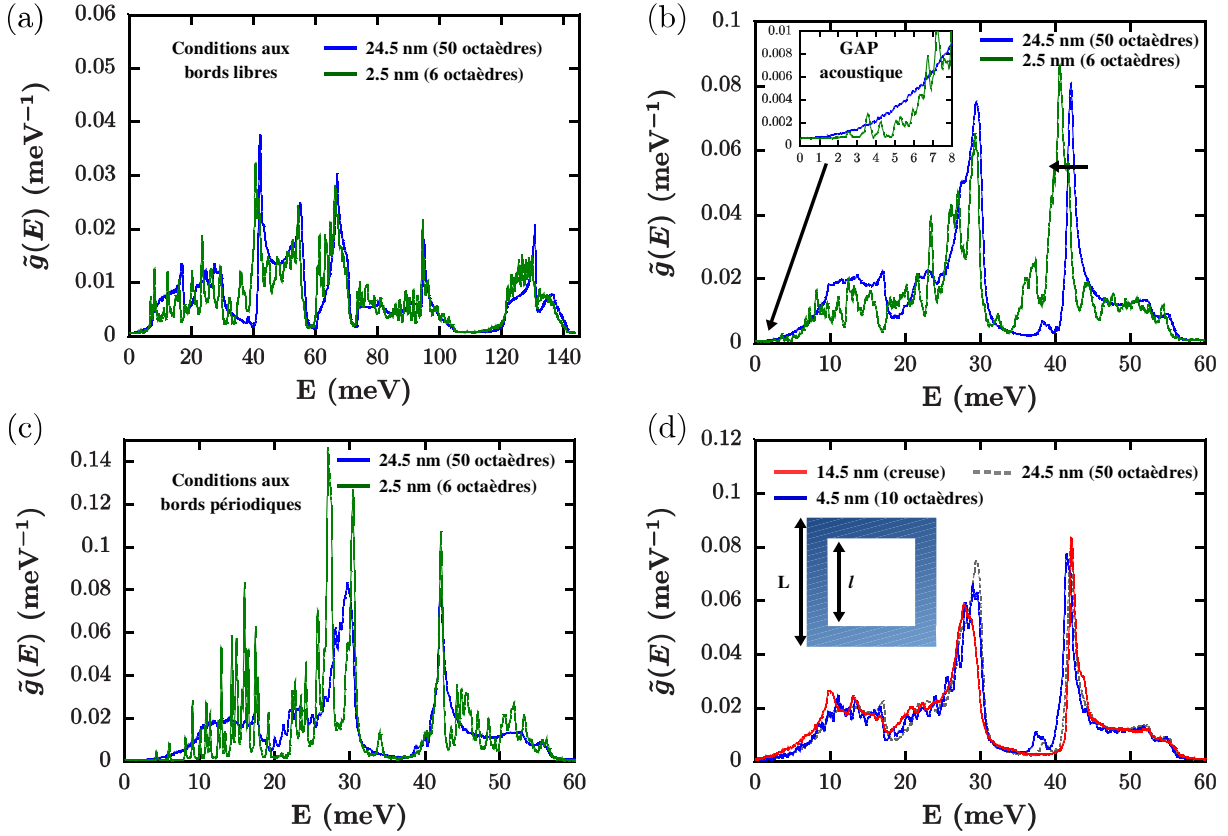 (a)
0.06
0.05
0.04
0.03
0.02
0.01
0
g̃(E) (meV⁻¹)
Conditions aux
bords libres
24.5 nm (50 octaèdres)
2.5 nm (6 octaèdres)
0 20 40 60 80 100 120 140
E (meV)
(b)
0.1
0.08
0.06
0.04
0.02
0
g̃(E) (meV⁻¹)
0.01
0.008
0.006
0.004
0.002
0
0 1 2 3 4 5 6 7 8
GAP
acoustique
24.5 nm (50 octaèdres)
2.5 nm (6 octaèdres)
0 10 20 30 40 50 60
E (meV)
(c)
0.14
0.12
0.1
0.08
0.06
0.04
0.02
0
g̃(E) (meV⁻¹)
Conditions aux
bords périodiques
24.5 nm (50 octaèdres)
2.5 nm (6 octaèdres)
0 10 20 30 40 50 60
E (meV)
(d)
0.12
0.1
0.08
0.06
0.04
0.02
0
g̃(E) (meV⁻¹)
14.5 nm (creuse) 24.5 nm (50 octaèdres)
4.5 nm (10 octaèdres)
L l
0 10 20 30 40 50 60
E (meV)